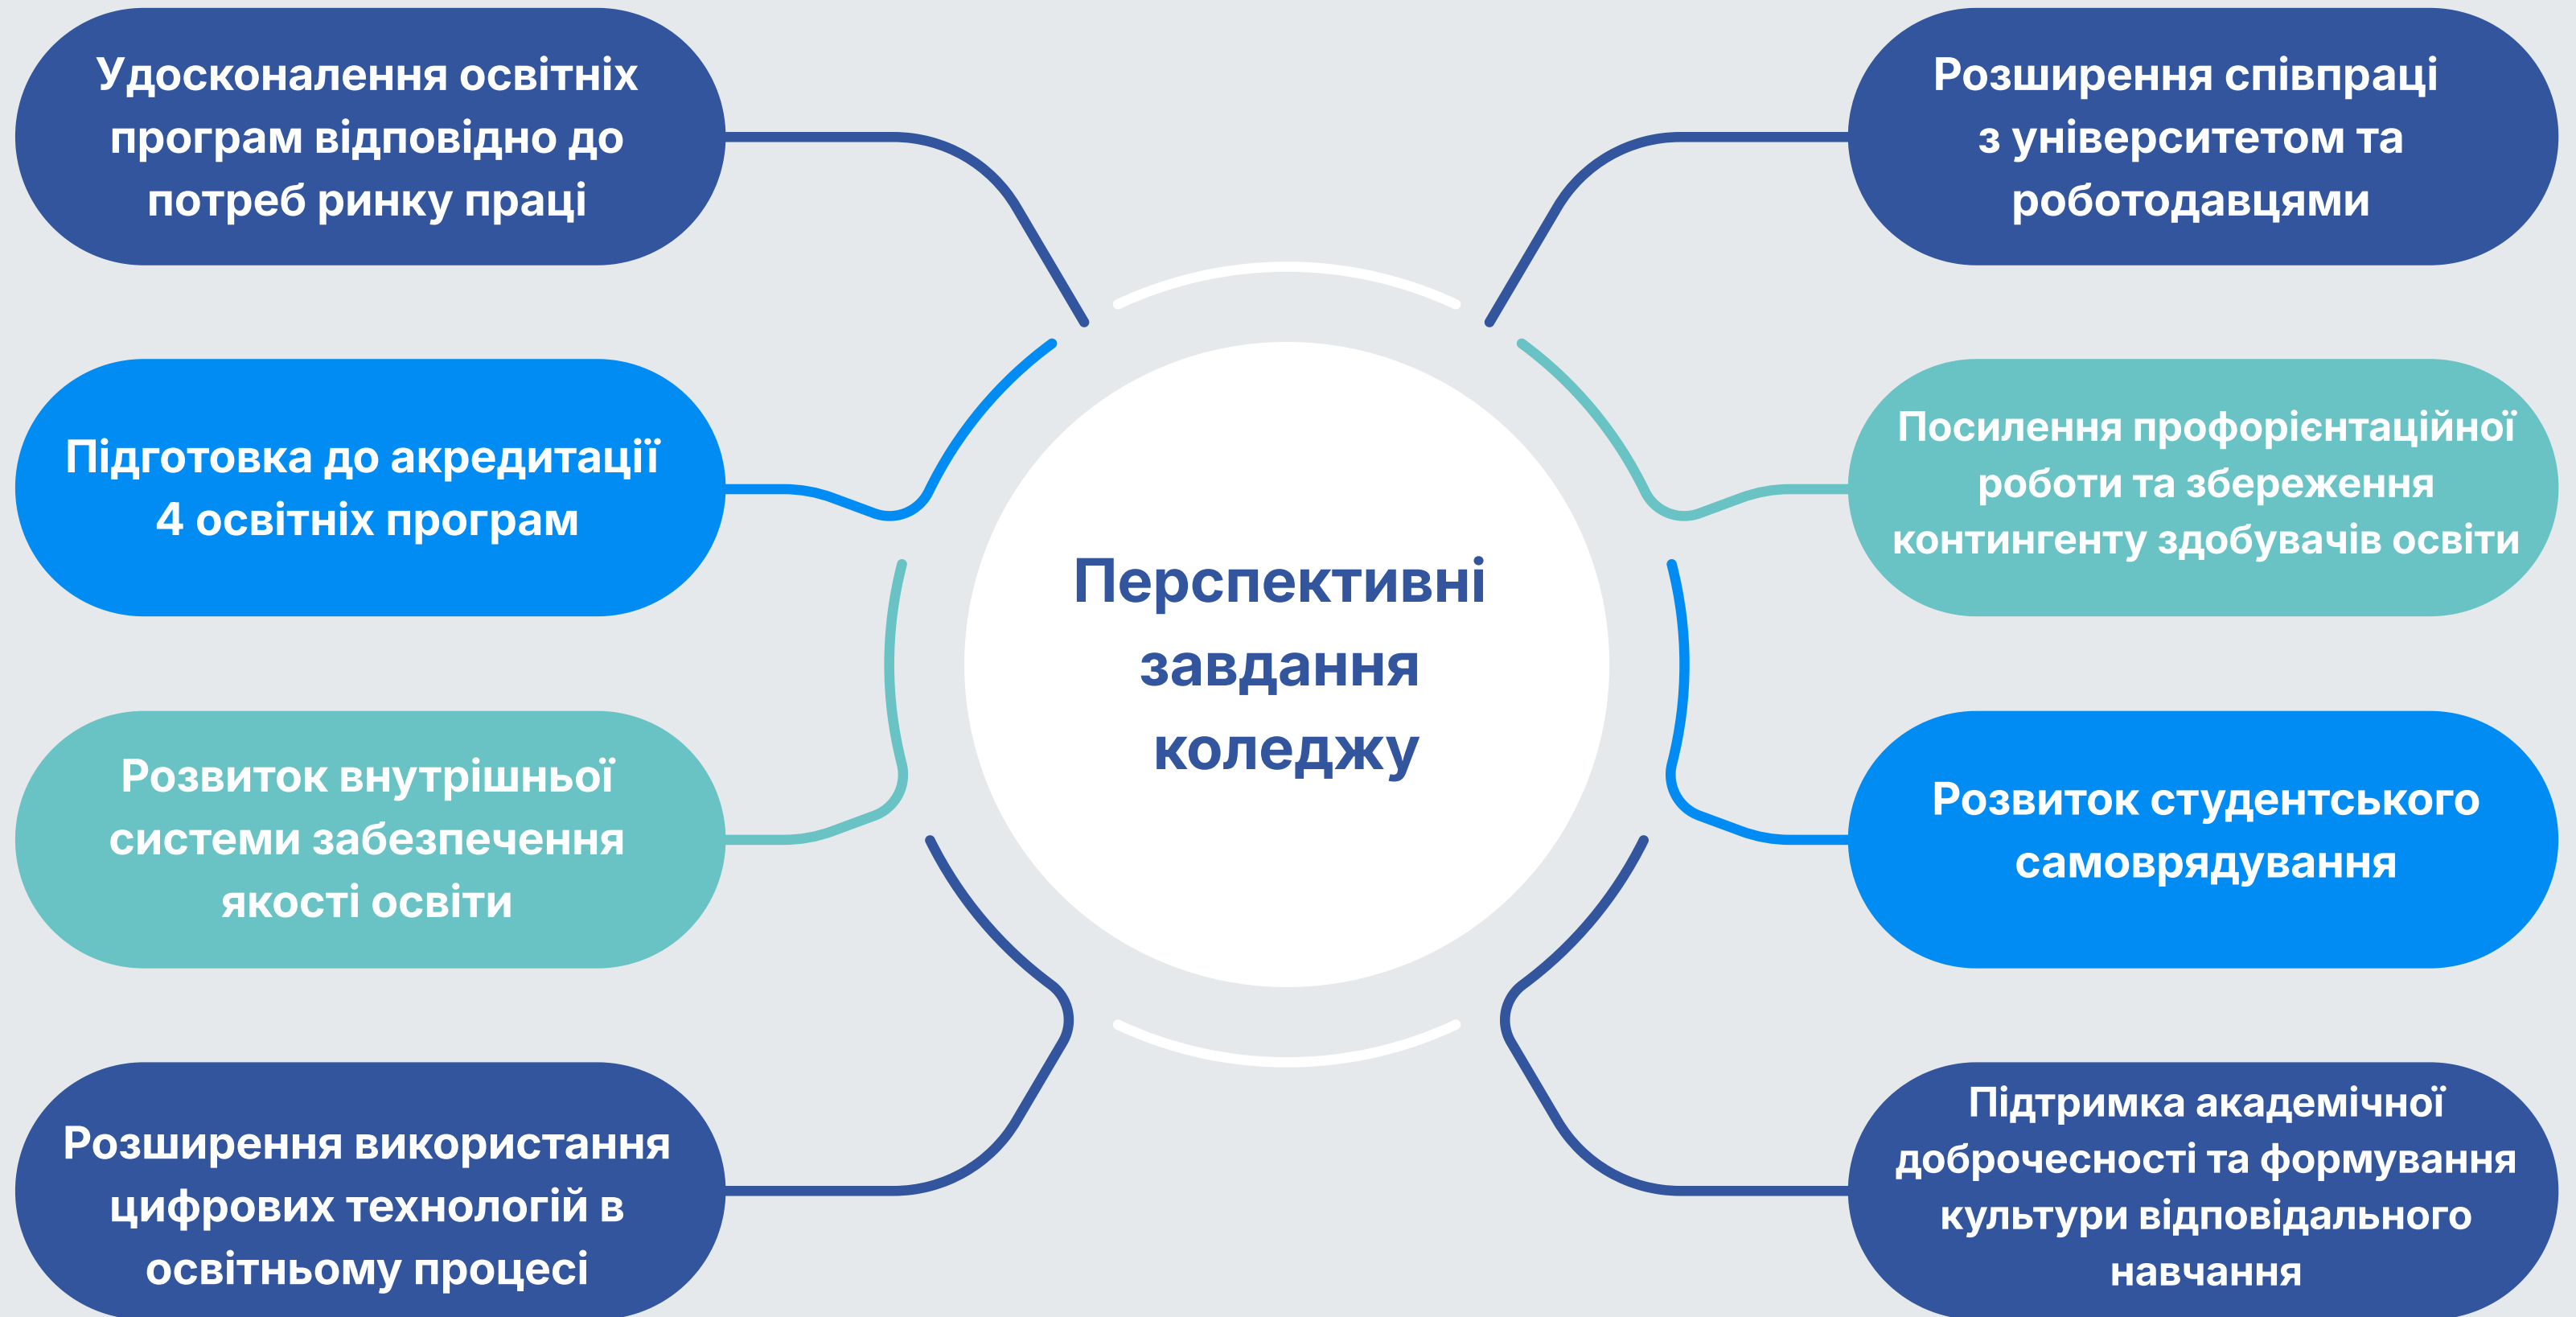 Удосконалення освітніх
програм відповідно до
потреб ринку праці
Підготовка до акредитації
4 освітніх програм
Розвиток внутрішньої
системи забезпечення
якості освіти
Розширення використання
цифрових технологій в
освітньому процесі
Перспективні
завдання
коледжу
Розширення співпраці
з університетом та
роботодавцями
Посилення профорієнтаційної
роботи та збереження
контингенту здобувачів освіти
Розвиток студентського
самоврядування
Підтримка академічної
доброчесності та формування
культури відповідального
навчання